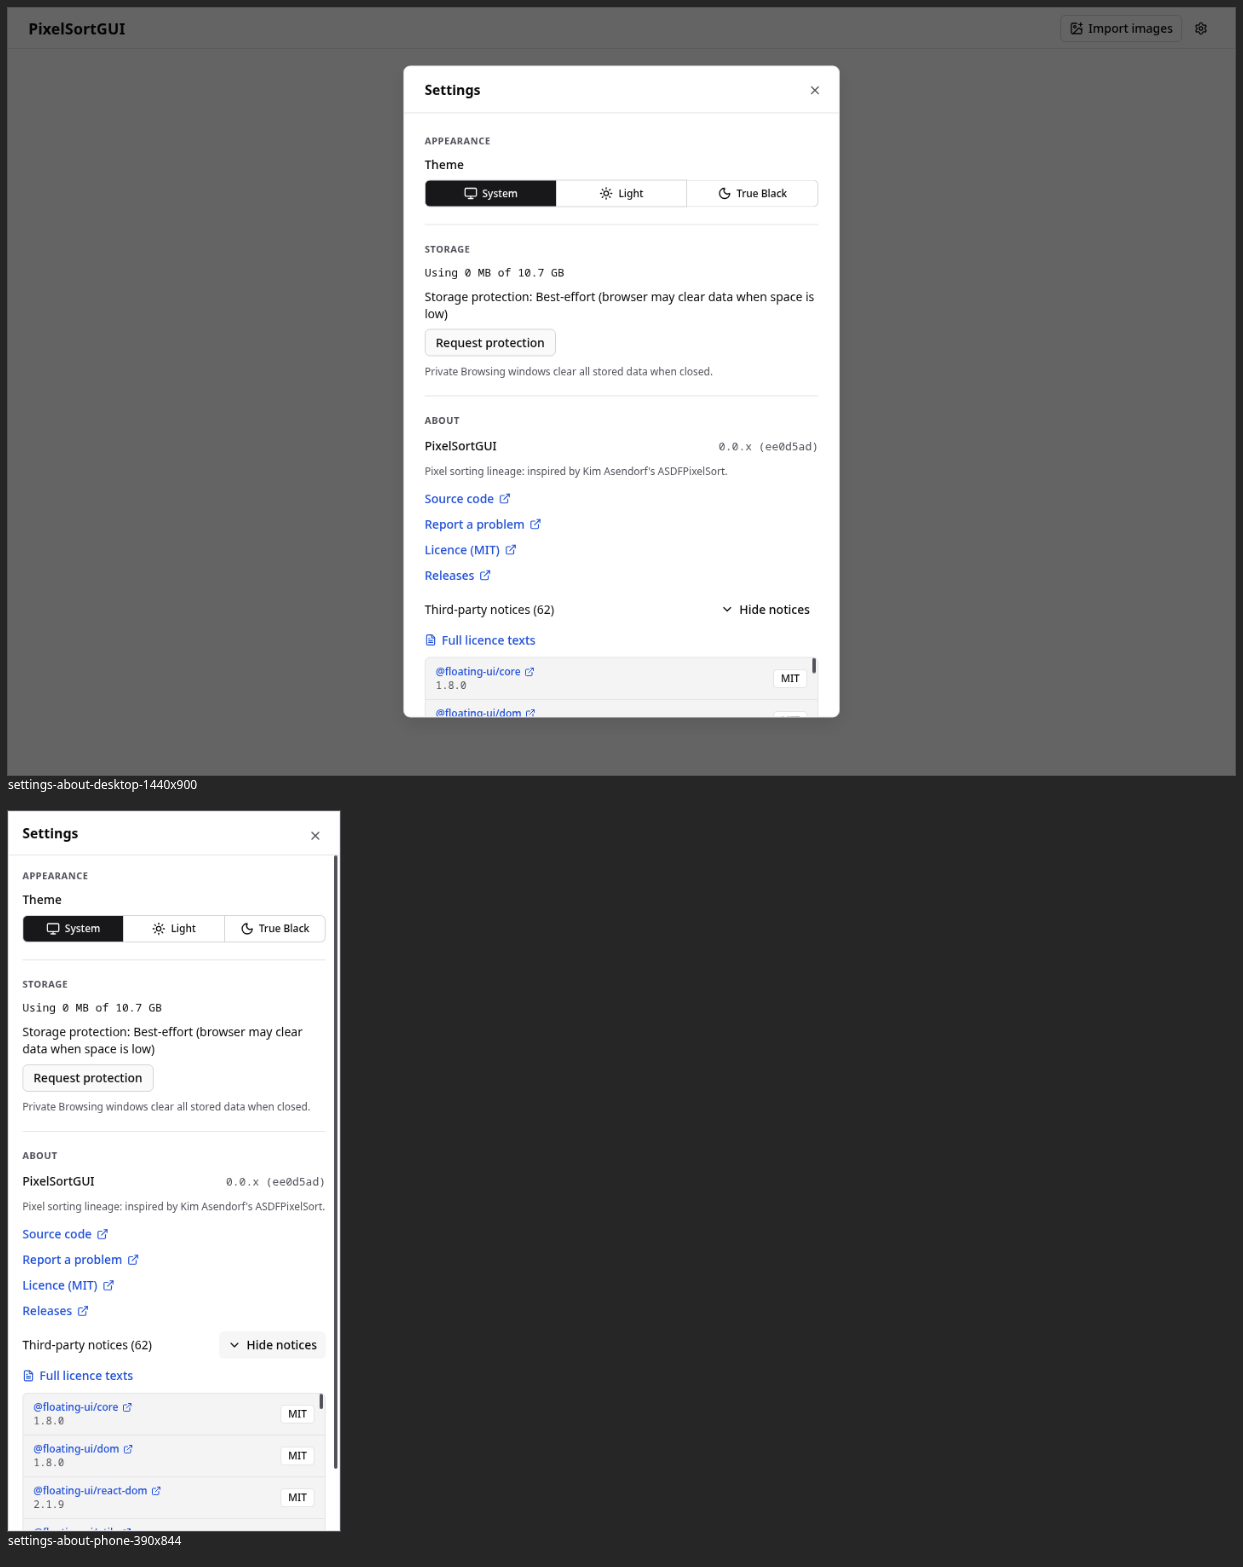 PixelSortGUI
Import images
Settings
APPEARANCE
Theme
System
Light
True Black
STORAGE
Using 0 MB of 10.7 GB
Storage protection: Best-effort (browser may clear data when space is
low)
Request protection
Private Browsing windows clear all stored data when closed.
ABOUT
PixelSortGUI
0.0.x (ee0d5ad)
Pixel sorting lineage: inspired by Kim Asendorf's ASDFPixelSort.
Source code
Report a problem
Licence (MIT)
Releases
Third-party notices (62)
Hide notices
Full licence texts
@floating-ui/core
MIT
1.8.0
@floating-ui/dom
settings-about-desktop-1440x900
Settings
APPEARANCE
Theme
System
Light
True Black
STORAGE
Using 0 MB of 10.7 GB
Storage protection: Best-effort (browser may clear
data when space is low)
Request protection
Private Browsing windows clear all stored data when closed.
ABOUT
PixelSortGUI
0.0.x (ee0d5ad)
Pixel sorting lineage: inspired by Kim Asendorf's ASDFPixelSort.
Source code
Report a problem
Licence (MIT)
Releases
Third-party notices (62)
Hide notices
Full licence texts
@floating-ui/core
MIT
1.8.0
@floating-ui/dom
MIT
1.8.0
@floating-ui/react-dom
MIT
2.1.9
settings-about-phone-390x844